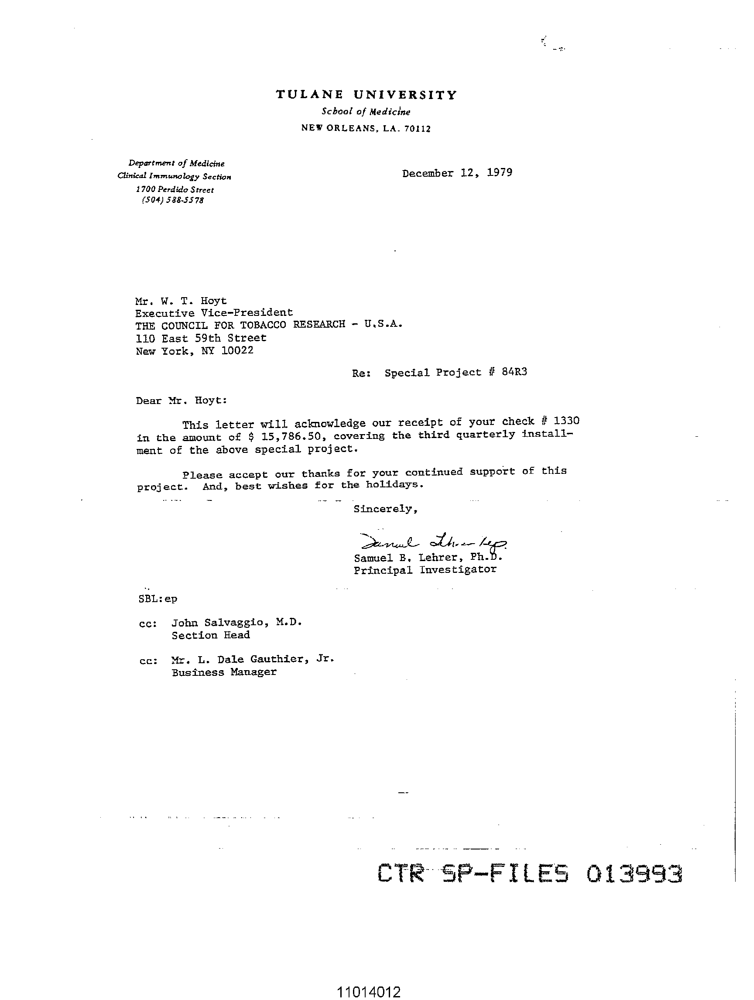 TULANE UNIVERSITY
School of Medicine
NEW ORLEANS, LA. 70112
Department of Medicine
Clinical Immunology Section
1700 Perdido Street
(504) 588-5578
December 12, 1979
Mr. W. T. Hoyt
Executive Vice-President
THE COUNCIL FOR TOBACCO RESEARCH - U.S.A.
110 East 59th Street
New York, NY 10022
Re: Special Project # 84R3
Dear Mr. Hoyt:
This letter will acknowledge our receipt of your check # 1330
in the amount of $ 15,786.50, covering the third quarterly install-
ment of the above special project.
Please accept our thanks for your continued support of this
project. And, best wishes for the holidays.
Sincerely,
Samuel B. Lehrer, Ph.D.
Principal Investigator
SBL:ep
cc: John Salvaggio, M.D.
Section Head
cc: Mr. L. Dale Gauthier, Jr.
Business Manager
CTR SP-FILES 013993
11014012